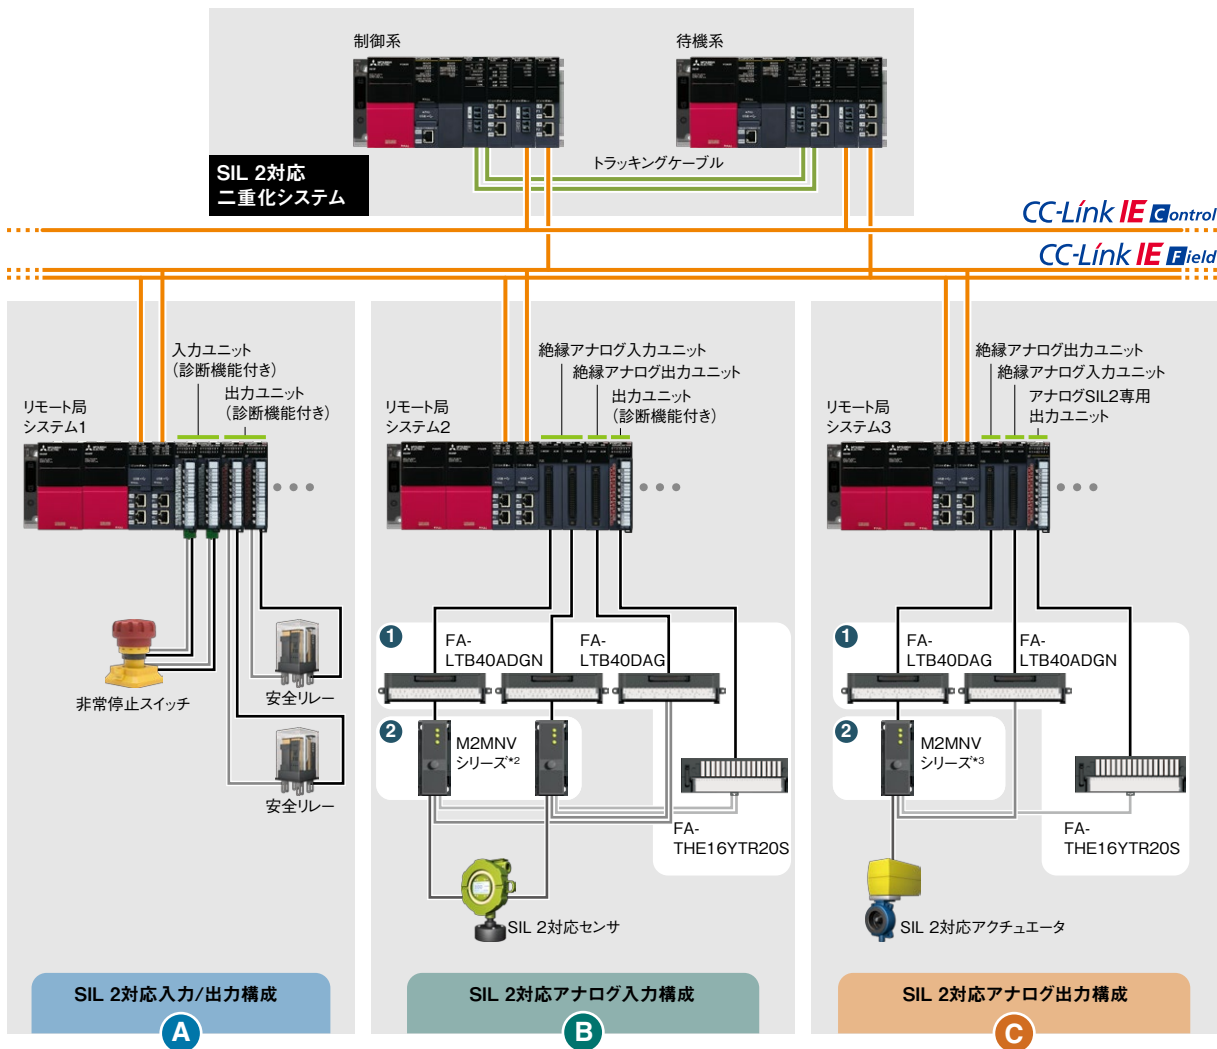 制御系
待機系
トラッキングケーブル
SIL 2対応
二重化システム
CC-Link IE Control
CC-Link IE Field
入力ユニット
(診断機能付き)
出力ユニット
(診断機能付き)
リモート局
システム1
非常停止スイッチ
安全リレー
安全リレー
SIL 2対応入力/出力構成
A
絶縁アナログ入力ユニット
絶縁アナログ出力ユニット
出力ユニット
(診断機能付き)
リモート局
システム2
1
FA-
LTB40ADGN
FA-
LTB40DAG
2
M2MNV
シリーズ*2
FA-
THE16YTR20S
SIL 2対応センサ
SIL 2対応アナログ入力構成
B
絶縁アナログ出力ユニット
絶縁アナログ入力ユニット
アナログSIL2専用
出力ユニット
リモート局
システム3
1
FA-
LTB40DAG
FA-
LTB40ADGN
2
M2MNV
シリーズ*3
FA-
THE16YTR20S
SIL 2対応アクチュエータ
SIL 2対応アナログ出力構成
C